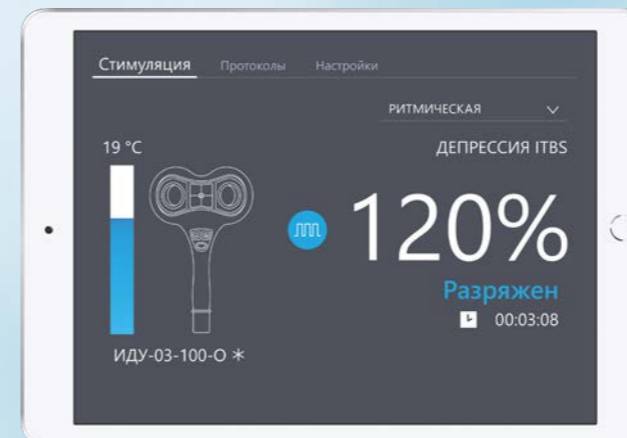 Стимуляция Протоколы Настройки
РИТМИЧЕСКАЯ
19 °C
ДЕПРЕССИЯ ITBS
120%
Разряжен
00:03:08
ИДУ-03-100-О